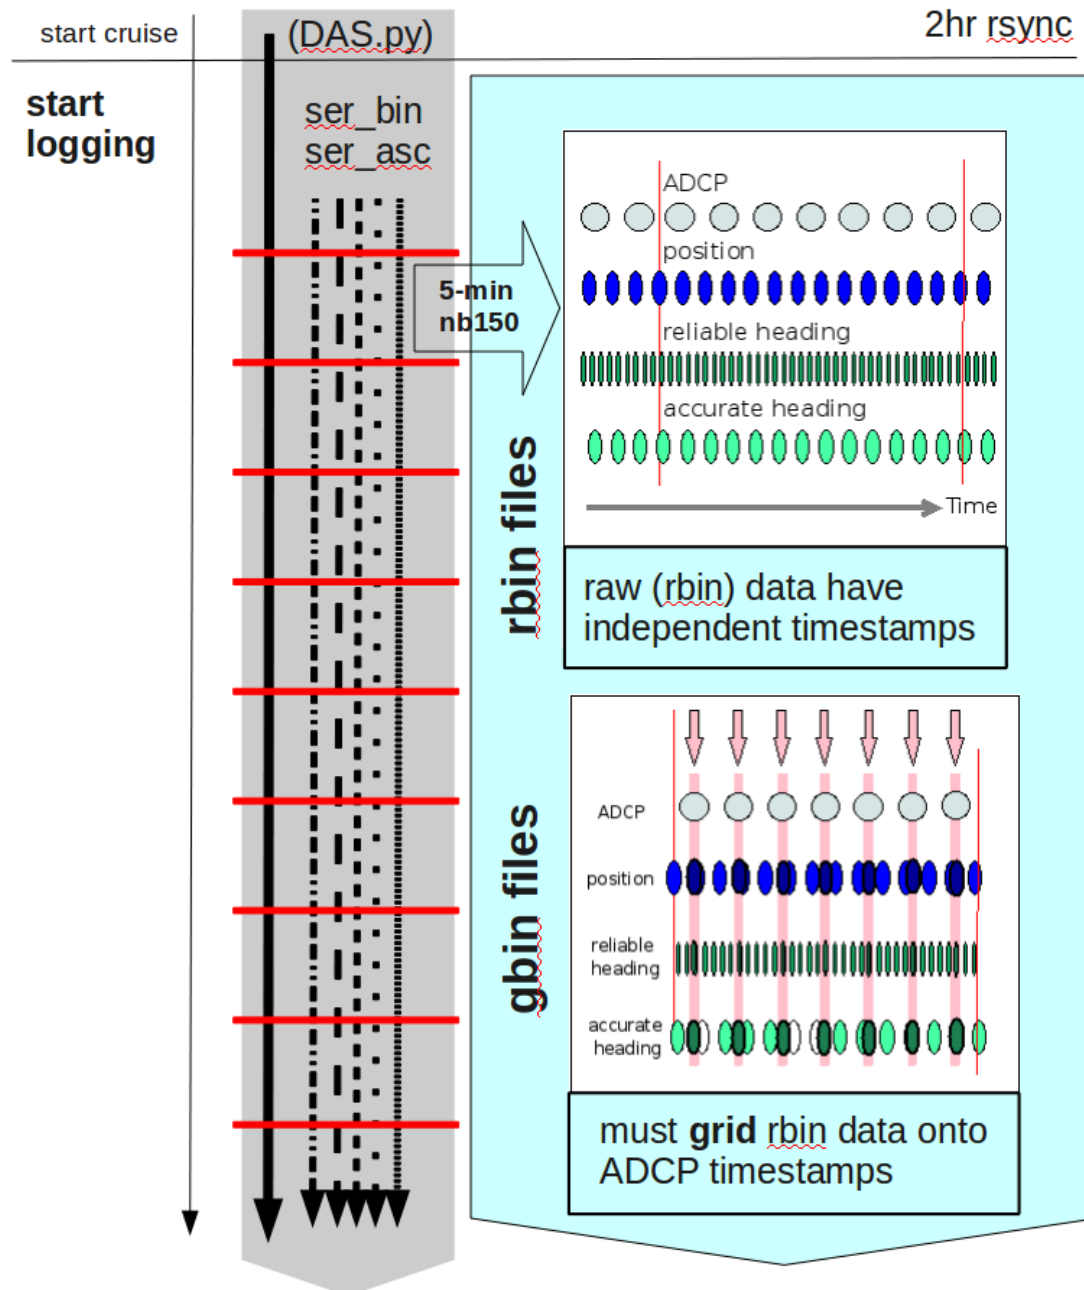 start cruise
(DAS.py)
2hr rsync
start
logging
ser_bin
ser_asc
5-min
nb150
ADCP
position
reliable heading
accurate heading
Time
rbin files
raw (rbin) data have
independent timestamps
ADCP
position
reliable
heading
accurate
heading
gbin files
must grid rbin data onto
ADCP timestamps